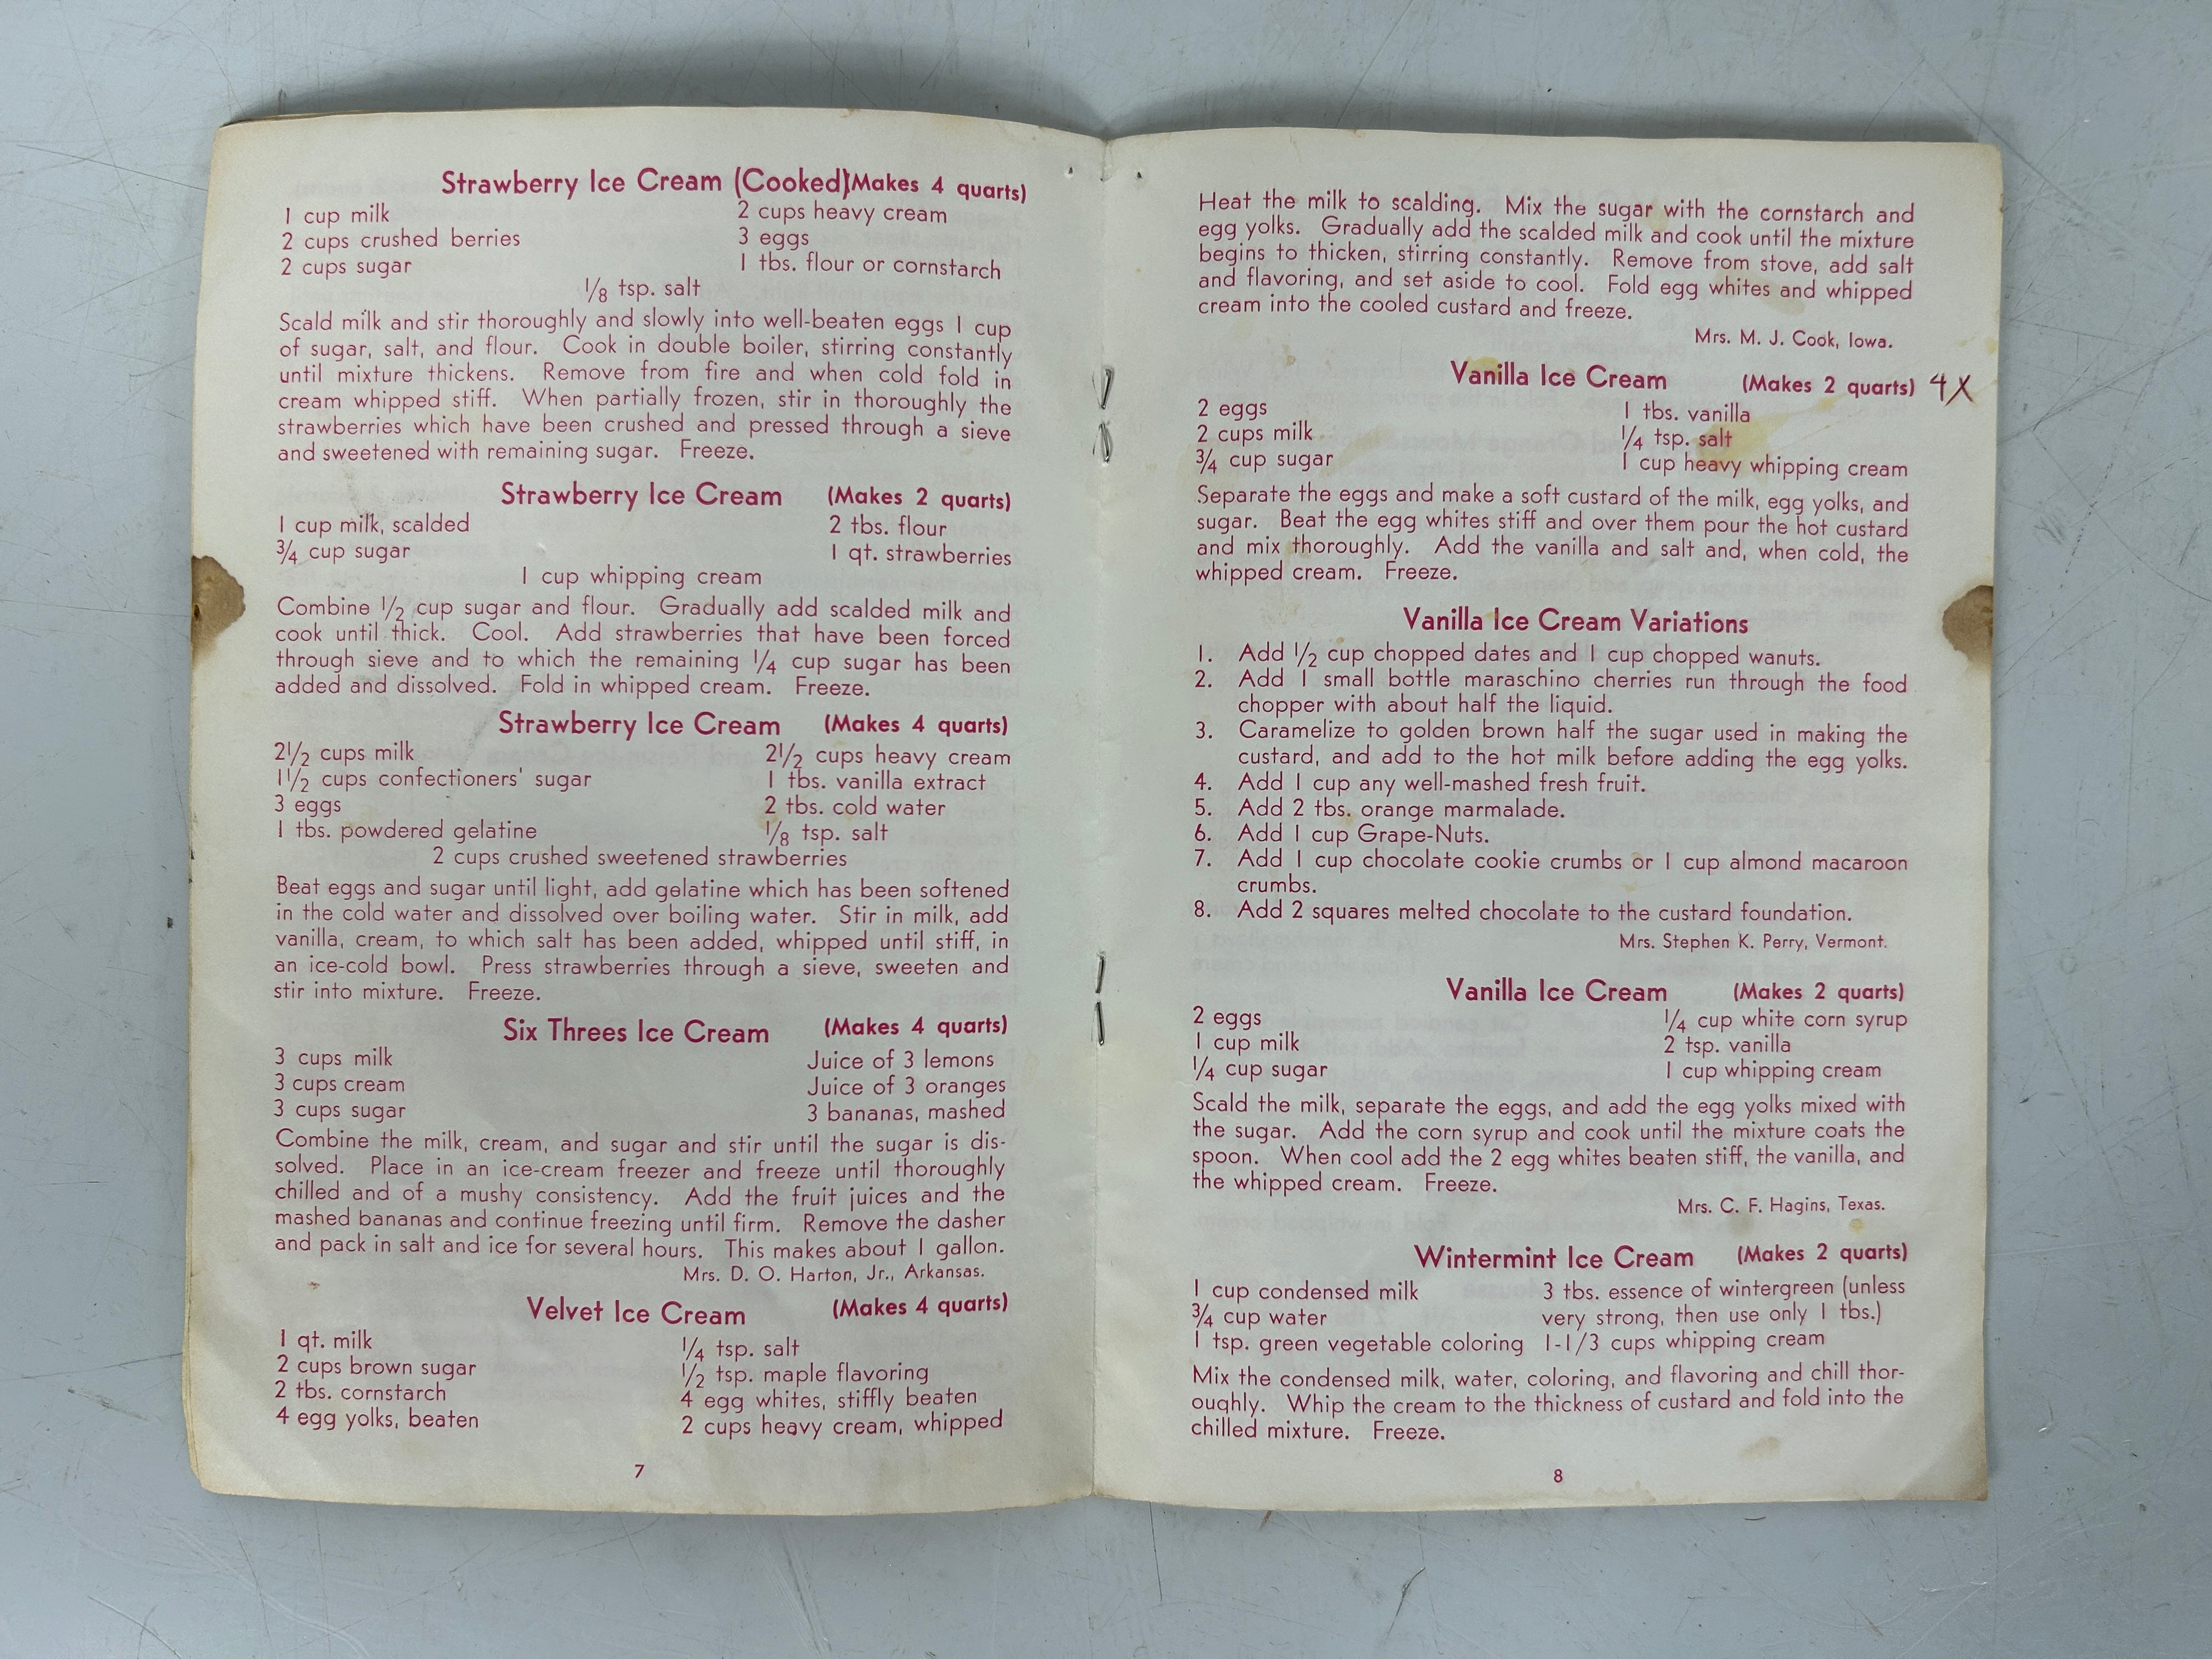 Strawberry Ice Cream (Cooked)(Makes 4 quarts)
1 cup milk
2 cups heavy cream
2 cups crushed berries
3 eggs
2 cups sugar
1 tbs. flour or cornstarch
1/8 tsp. salt
Scald milk and stir thoroughly and slowly into well-beaten eggs 1 cup
of sugar, salt, and flour. Cook in double boiler, stirring constantly
until mixture thickens. Remove from fire and when cold fold in
cream whipped stiff. When partially frozen, stir in thoroughly the
strawberries which have been crushed and pressed through a sieve
and sweetened with remaining sugar. Freeze.
Strawberry Ice Cream (Makes 2 quarts)
1 cup milk, scalded
2 tbs. flour
3/4 cup sugar
1 qt. strawberries
1 cup whipping cream
Combine 1/2 cup sugar and flour. Gradually add scalded milk and
cook until thick. Cool. Add strawberries that have been forced
through sieve and to which the remaining 1/4 cup sugar has been
added and dissolved. Fold in whipped cream. Freeze.
Strawberry Ice Cream (Makes 4 quarts)
2 1/2 cups milk
2 1/2 cups heavy cream
1 1/2 cups confectioners' sugar
1 tbs. vanilla extract
3 eggs
2 tbs. cold water
1 tbs. powdered gelatine
1/8 tsp. salt
2 cups crushed sweetened strawberries
Beat eggs and sugar until light, add gelatine which has been softened
in the cold water and dissolved over boiling water. Stir in milk, add
vanilla, cream, to which salt has been added, whipped until stiff, in
an ice-cold bowl. Press strawberries through a sieve, sweeten and
stir into mixture. Freeze.
Six Threes Ice Cream (Makes 4 quarts)
3 cups milk
Juice of 3 lemons
3 cups cream
Juice of 3 oranges
3 cups sugar
3 bananas, mashed
Combine the milk, cream, and sugar and stir until the sugar is dis-
solved. Place in an ice-cream freezer and freeze until thoroughly
chilled and of a mushy consistency. Add the fruit juices and the
mashed bananas and continue freezing until firm. Remove the dasher
and pack in salt and ice for several hours. This makes about 1 gallon.
Mrs. D. O. Harton, Jr., Arkansas.
Velvet Ice Cream (Makes 4 quarts)
1 qt. milk
1/4 tsp. salt
2 cups brown sugar
1/2 tsp. maple flavoring
2 tbs. cornstarch
4 egg whites, stiffly beaten
4 egg yolks, beaten
2 cups heavy cream, whipped
7
Heat the milk to scalding. Mix the sugar with the cornstarch and
egg yolks. Gradually add the scalded milk and cook until the mixture
begins to thicken, stirring constantly. Remove from stove, add salt
and flavoring, and set aside to cool. Fold egg whites and whipped
cream into the cooled custard and freeze.
Mrs. M. J. Cook, Iowa.
Vanilla Ice Cream (Makes 2 quarts) 4X
2 eggs
1 tbs. vanilla
2 cups milk
1/4 tsp. salt
3/4 cup sugar
1 cup heavy whipping cream
Separate the eggs and make a soft custard of the milk, egg yolks, and
sugar. Beat the egg whites stiff and over them pour the hot custard
and mix thoroughly. Add the vanilla and salt and, when cold, the
whipped cream. Freeze.
Vanilla Ice Cream Variations
1. Add 1/2 cup chopped dates and 1 cup chopped wanuts.
2. Add 1 small bottle maraschino cherries run through the food
chopper with about half the liquid.
3. Caramelize to golden brown half the sugar used in making the
custard, and add to the hot milk before adding the egg yolks.
4. Add 1 cup any well-mashed fresh fruit.
5. Add 2 tbs. orange marmalade.
6. Add 1 cup Grape-Nuts.
7. Add 1 cup chocolate cookie crumbs or 1 cup almond macaroon
crumbs.
8. Add 2 squares melted chocolate to the custard foundation.
Mrs. Stephen K. Perry, Vermont.
Vanilla Ice Cream (Makes 2 quarts)
2 eggs
1/4 cup white corn syrup
1 cup milk
2 tsp. vanilla
1/4 cup sugar
1 cup whipping cream
Scald the milk, separate the eggs, and add the egg yolks mixed with
the sugar. Add the corn syrup and cook until the mixture coats the
spoon. When cool add the 2 egg whites beaten stiff, the vanilla, and
the whipped cream. Freeze.
Mrs. C. F. Hagins, Texas.
Wintermint Ice Cream (Makes 2 quarts)
1 cup condensed milk
3 tbs. essence of wintergreen (unless
3/4 cup water
very strong, then use only 1 tbs.)
1 tsp. green vegetable coloring
1-1/3 cups whipping cream
Mix the condensed milk, water, coloring, and flavoring and chill thor-
oughly. Whip the cream to the thickness of custard and fold into the
chilled mixture. Freeze.
8